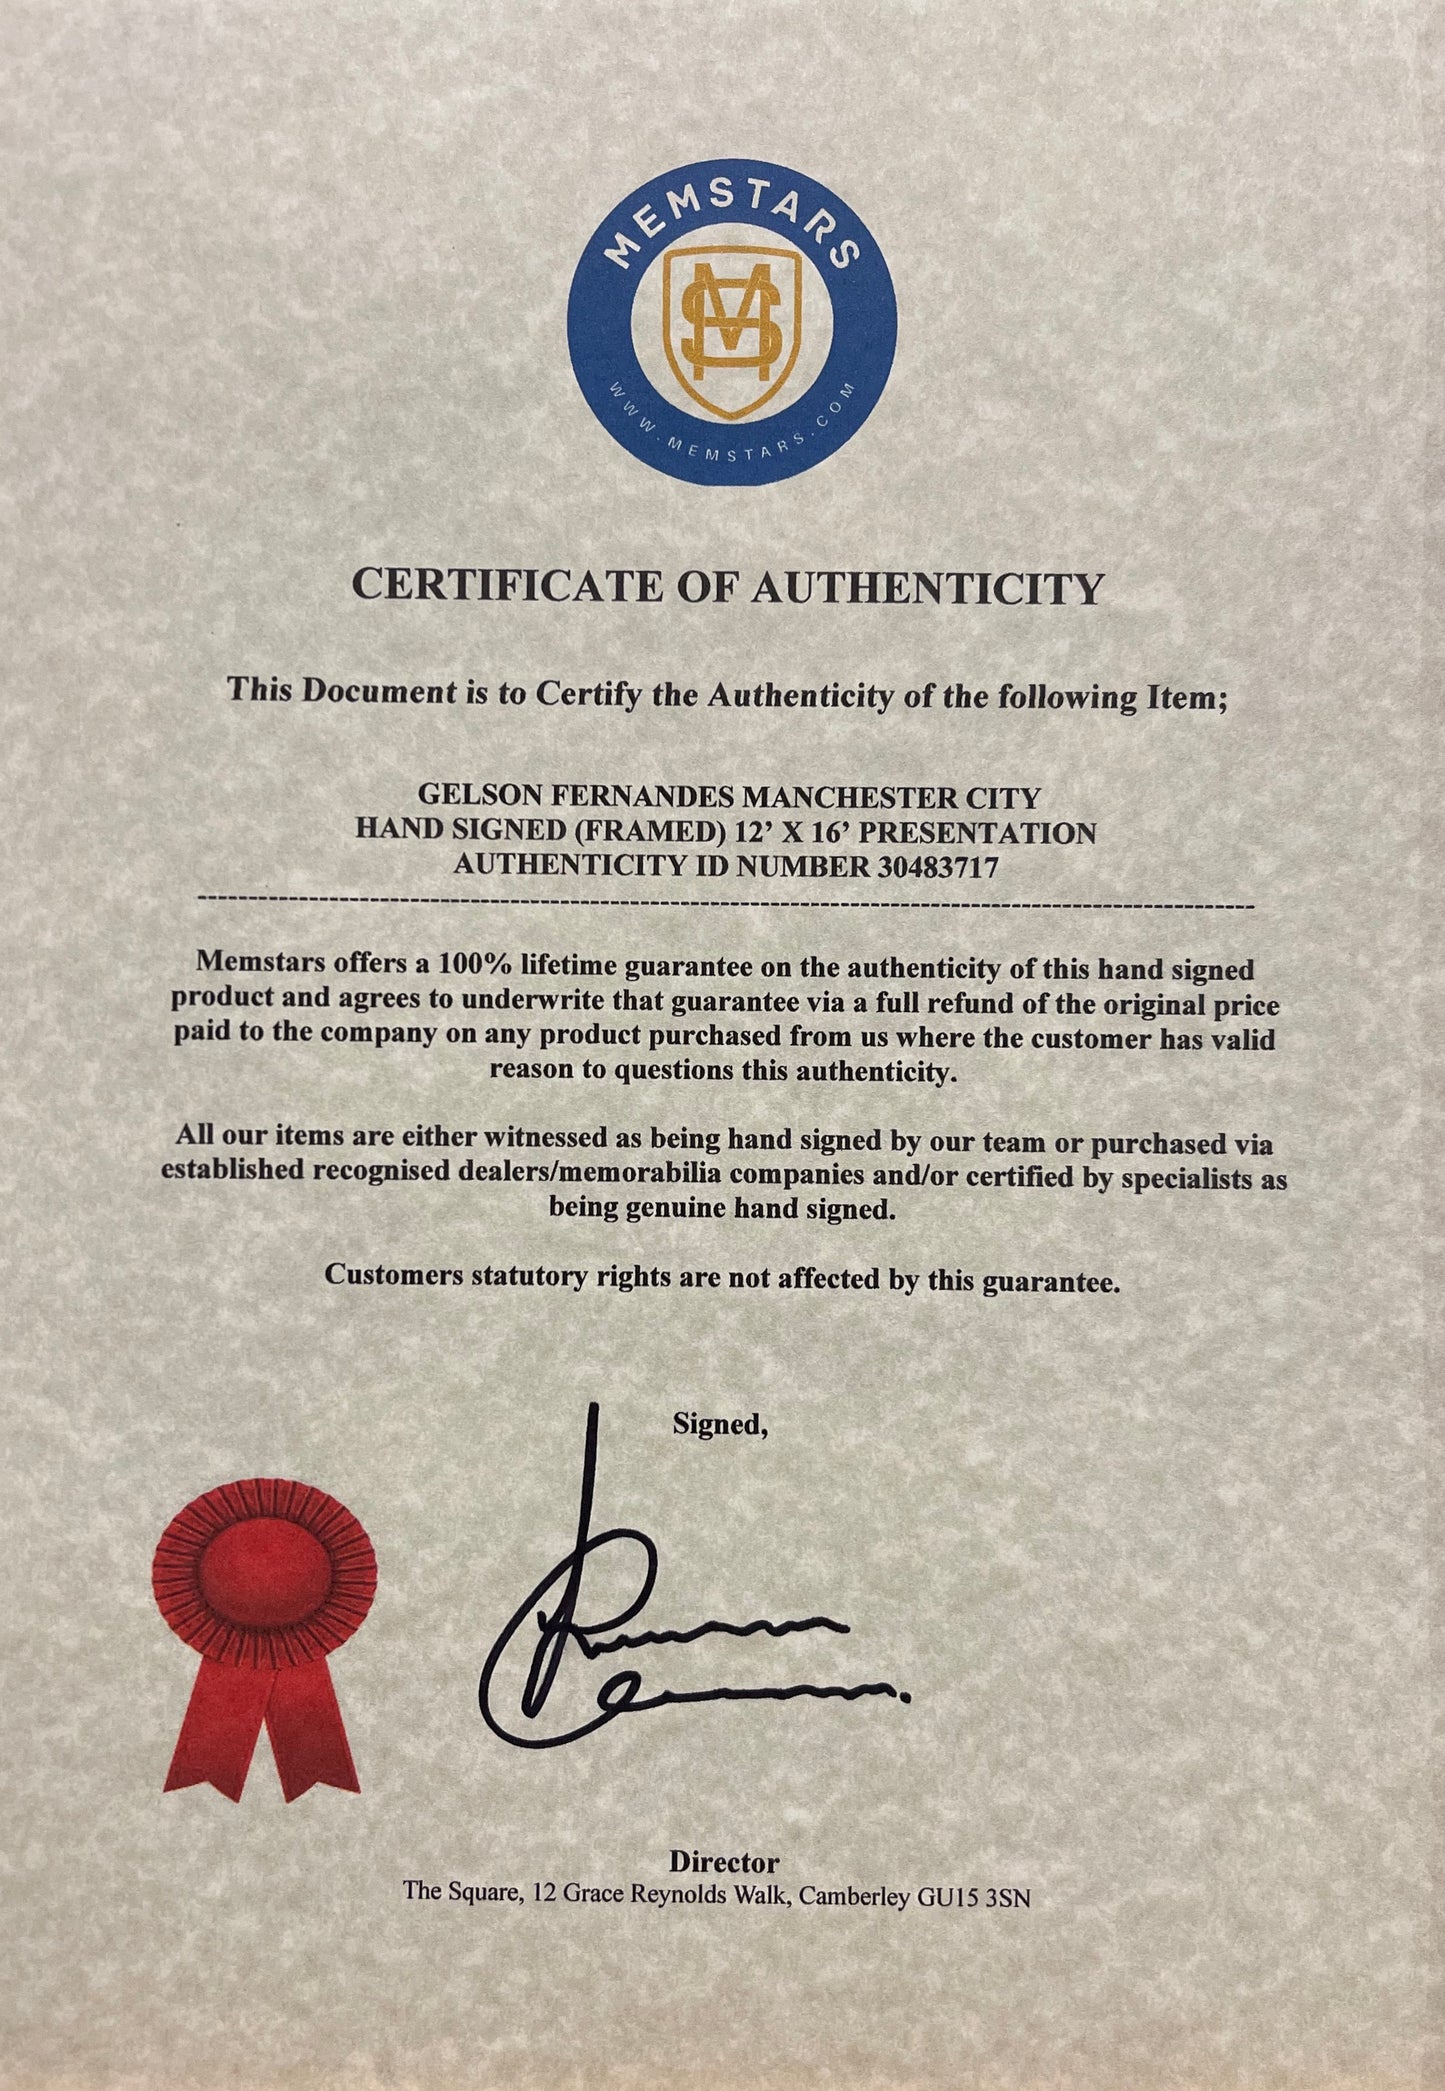 MEMSTARS
WWW.MEMSTARS.COM
CERTIFICATE OF AUTHENTICITY
This Document is to Certify the Authenticity of the following Item;
GELSON FERNANDES MANCHESTER CITY
HAND SIGNED (FRAMED) 12’ X 16’ PRESENTATION
AUTHENTICITY ID NUMBER 30483717
Memstars offers a 100% lifetime guarantee on the authenticity of this hand signed
product and agrees to underwrite that guarantee via a full refund of the original price
paid to the company on any product purchased from us where the customer has valid
reason to questions this authenticity.
All our items are either witnessed as being hand signed by our team or purchased via
established recognised dealers/memorabilia companies and/or certified by specialists as
being genuine hand signed.
Customers statutory rights are not affected by this guarantee.
Signed,
Director
The Square, 12 Grace Reynolds Walk, Camberley GU15 3SN